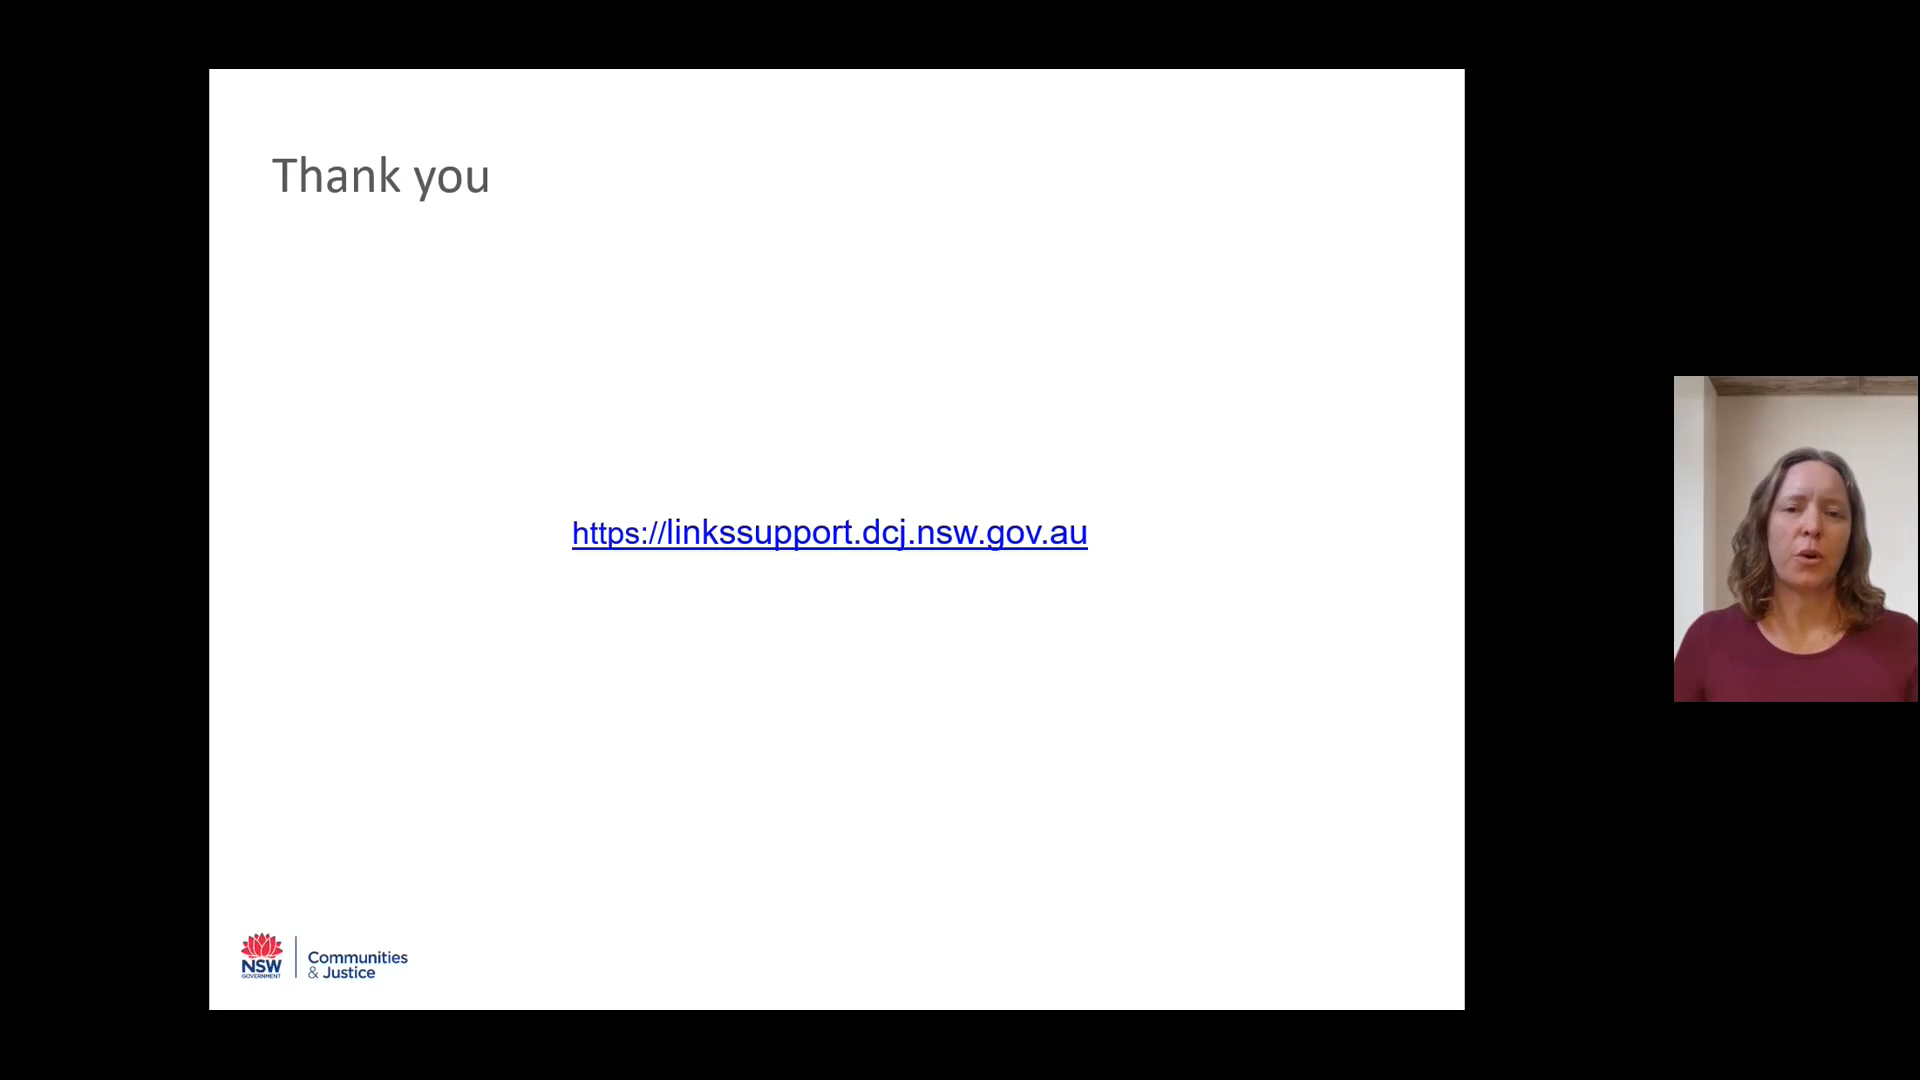 Thank you
https://linkssupport.dcj.nsw.gov.au
NSW
GOVERNMENT
Communities
& Justice